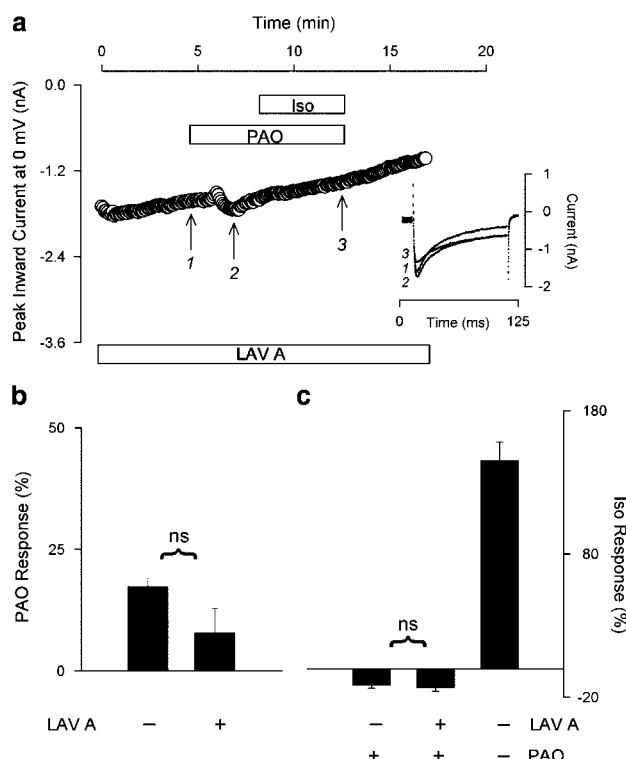 a
Time (min)
0 5 10 15 20
Peak Inward Current at 0 mV (nA)
0.0
-1.2
-2.4
-3.6
Iso
PAO
1
2
3
Current (nA)
1
0
-1
-2
3
1
2
0
125
Time (ms)
LAV A
b
PAO Response (%)
50
25
0
ns
LAV A − +
c
Iso Response (%)
180
80
-20
ns
− + − LAV A
+ + − PAO